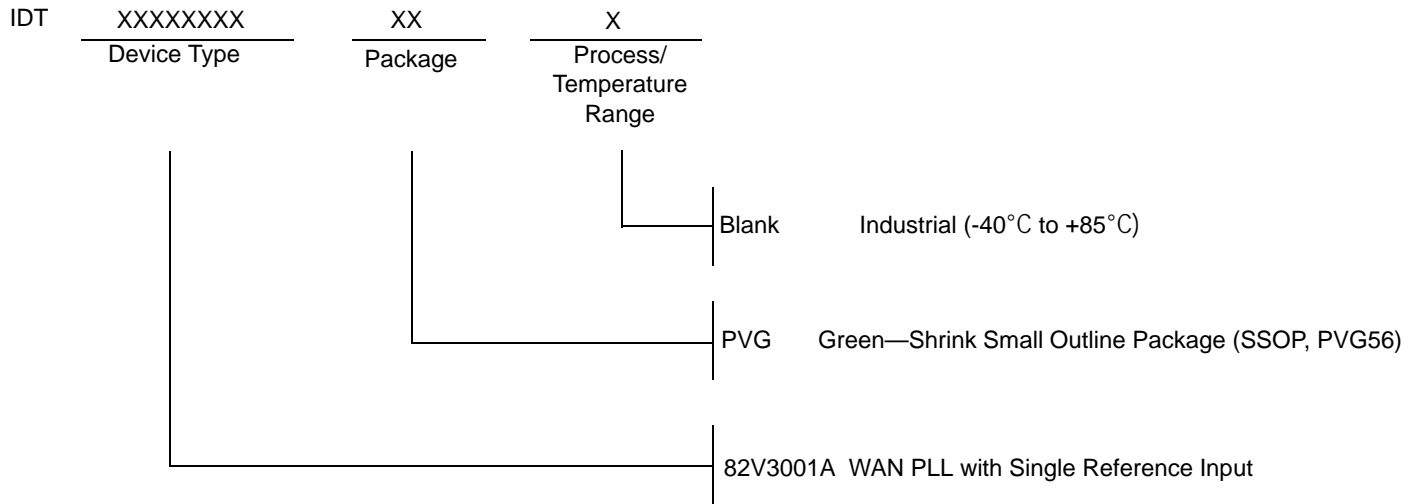 IDT XXXXXXXX XX X
Device Type Package Process/
Temperature
Range
Blank Industrial (-40°C to +85°C)
PVG Green—Shrink Small Outline Package (SSOP, PVG56)
82V3001A WAN PLL with Single Reference Input